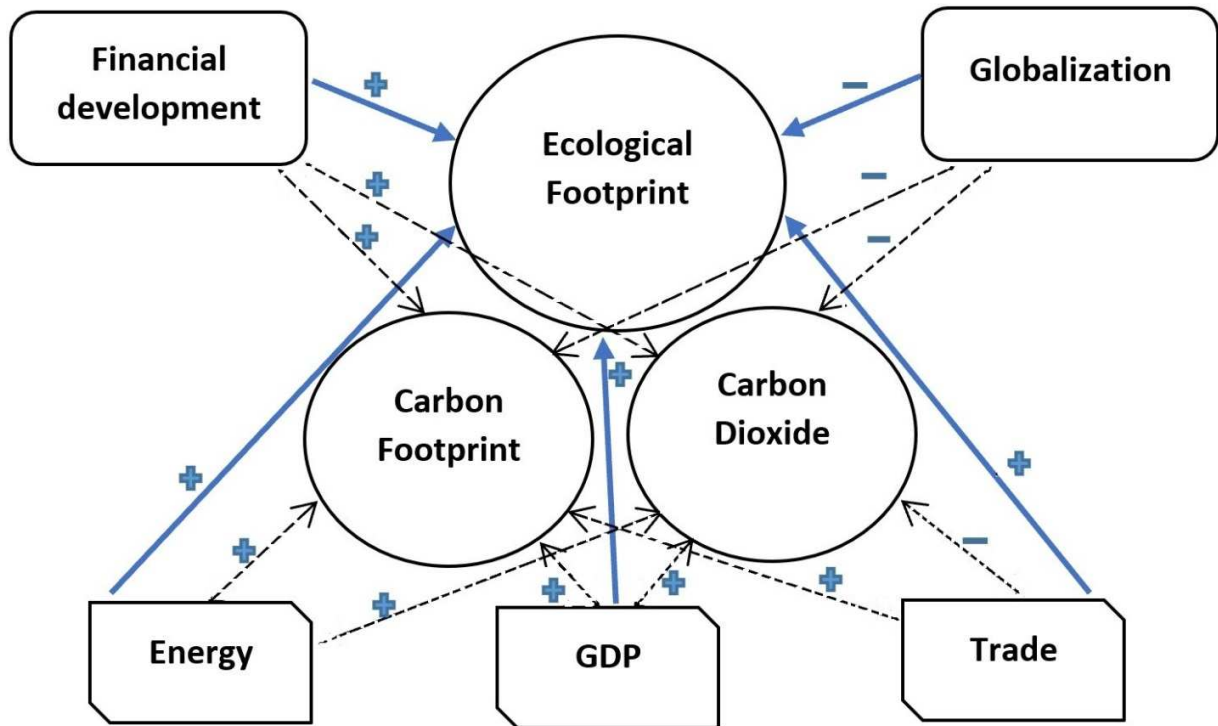 Financial
development
Globalization
Ecological
Footprint
Carbon
Footprint
Carbon
Dioxide
Energy
GDP
Trade